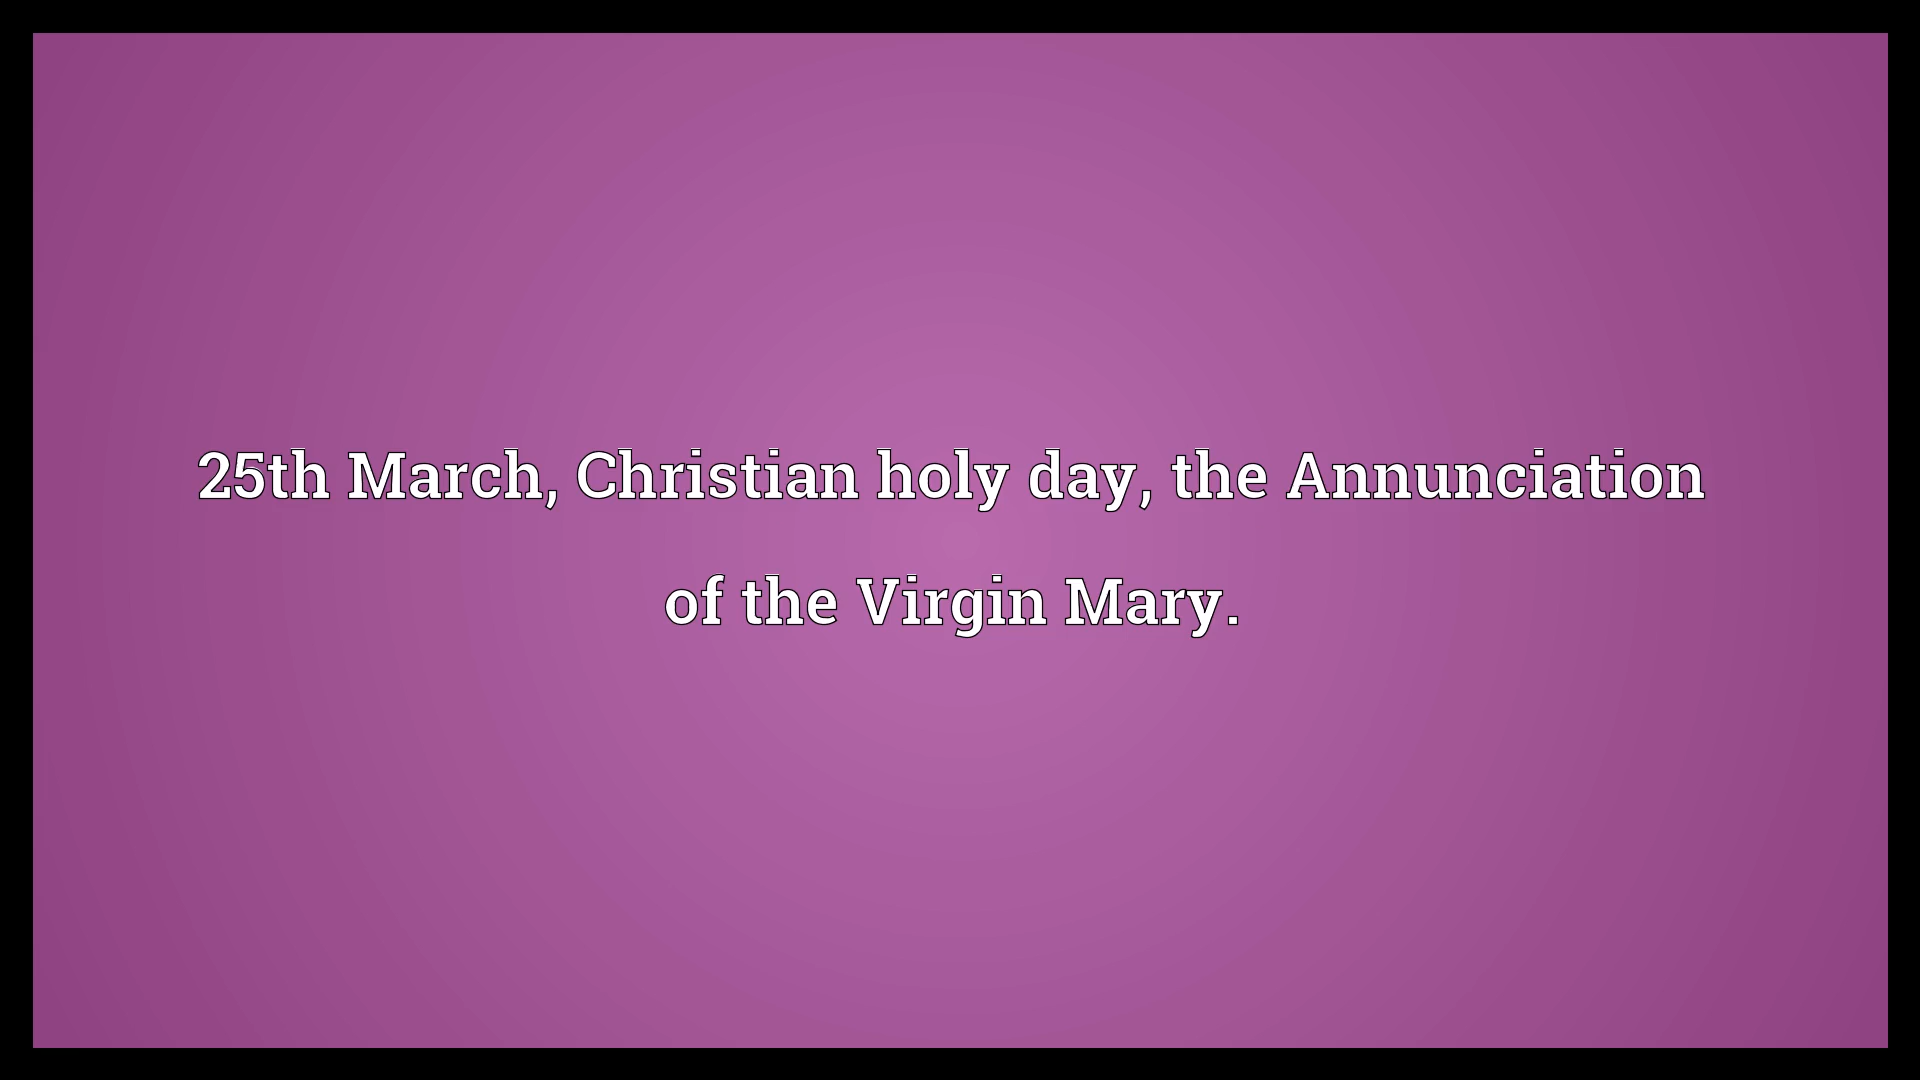 25th March, Christian holy day, the Annunciation
of the Virgin Mary.